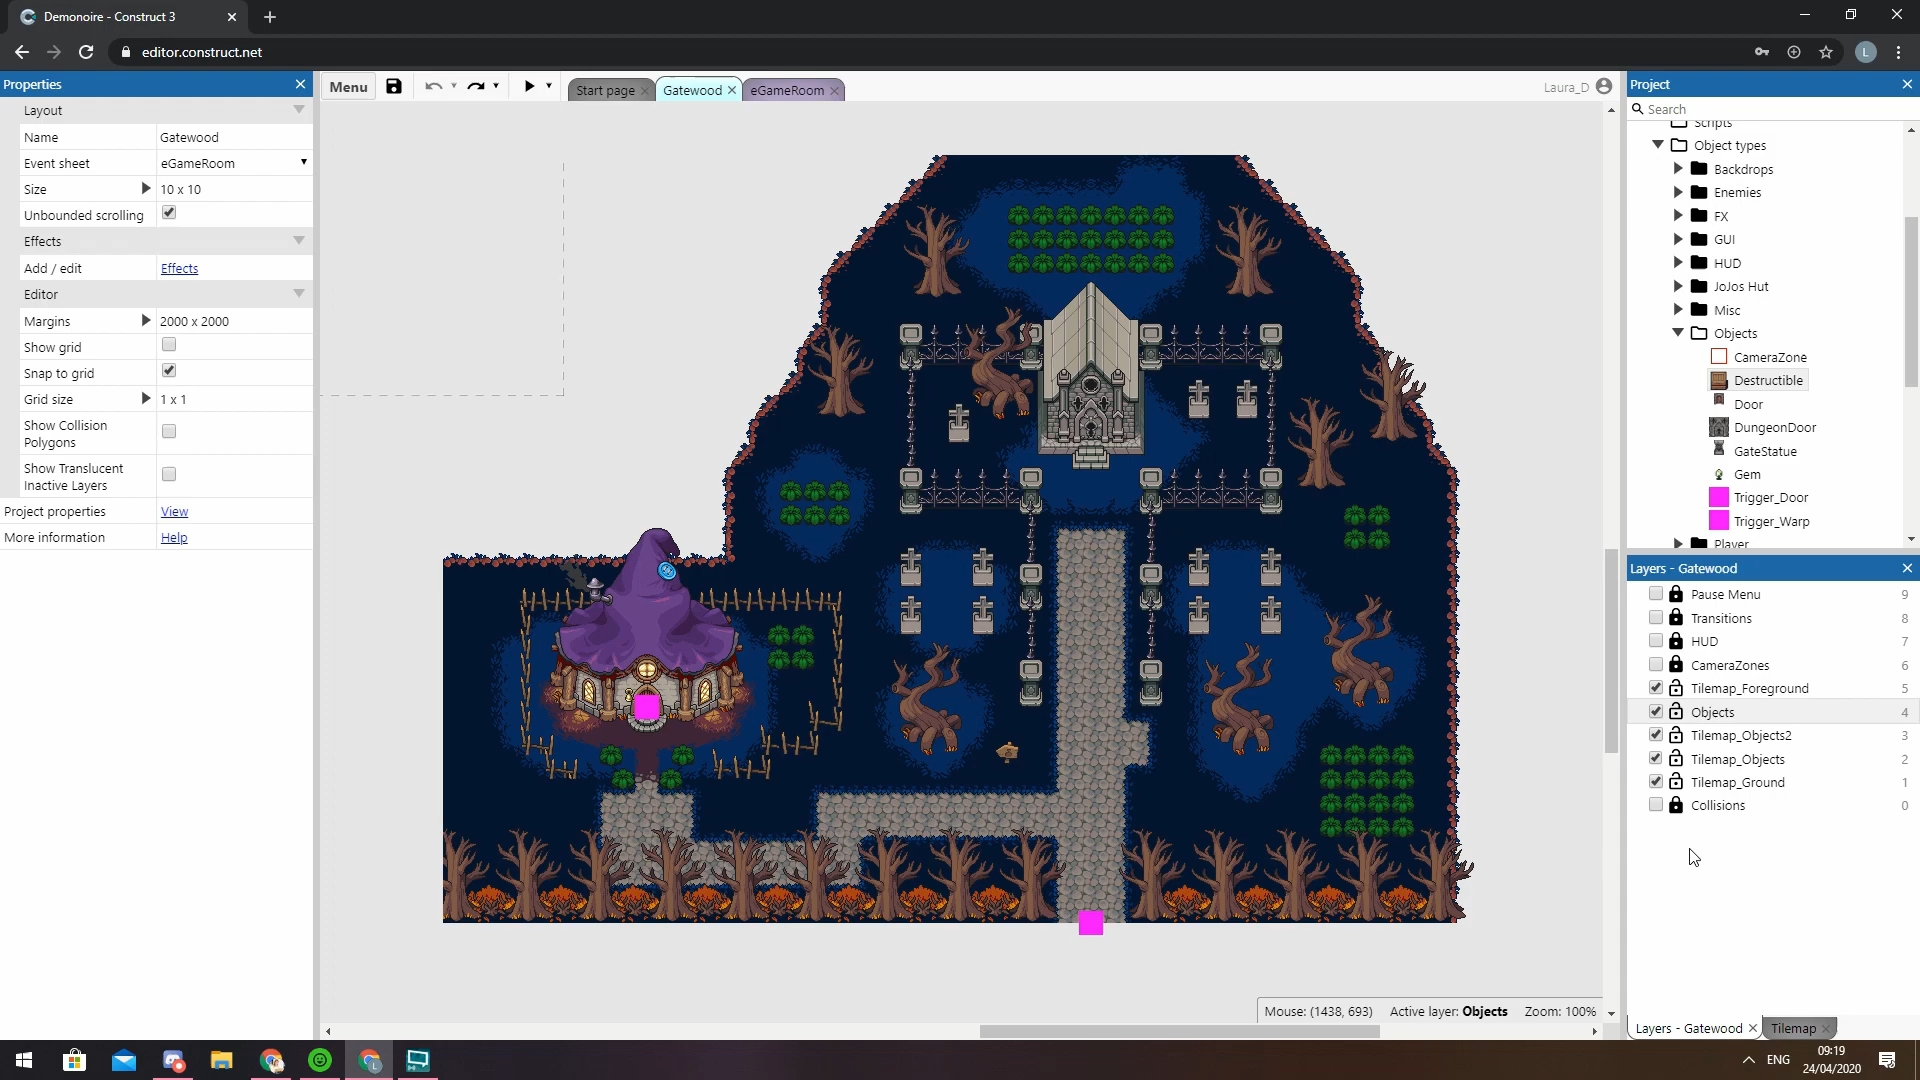 Demonoire - Construct 3
editor.construct.net
L
Properties
Layout
Name Gatewood
Event sheet eGameRoom
Size 10 x 10
Unbounded scrolling
Effects
Add / edit Effects
Editor
Margins 2000 x 2000
Show grid
Snap to grid
Grid size 1 x 1
Show Collision
Polygons
Show Translucent
Inactive Layers
Project properties View
More information Help
Menu
Start page
Gatewood
eGameRoom
Laura_D
Mouse: (1438, 693) Active layer: Objects Zoom: 100%
Project
Search
Scripts
Object types
Backdrops
Enemies
FX
GUI
HUD
JoJos Hut
Misc
Objects
CameraZone
Destructible
Door
DungeonDoor
GateStatue
Gem
Trigger_Door
Trigger_Warp
Player
Layers - Gatewood
Pause Menu 9
Transitions 8
HUD 7
CameraZones 6
Tilemap_Foreground 5
Objects 4
Tilemap_Objects2 3
Tilemap_Objects 2
Tilemap_Ground 1
Collisions 0
Layers - Gatewood
Tilemap
L
ENG
09:19
24/04/2020